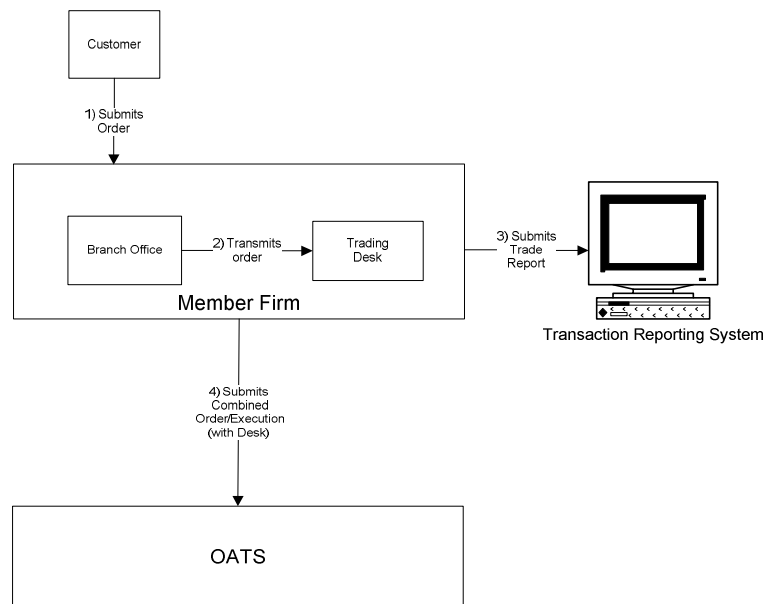 Customer
1) Submits
Order
Branch Office
2) Transmits
order
Trading
Desk
Member Firm
3) Submits
Trade
Report
Transaction Reporting System
4) Submits
Combined
Order/Execution
(with Desk)
OATS